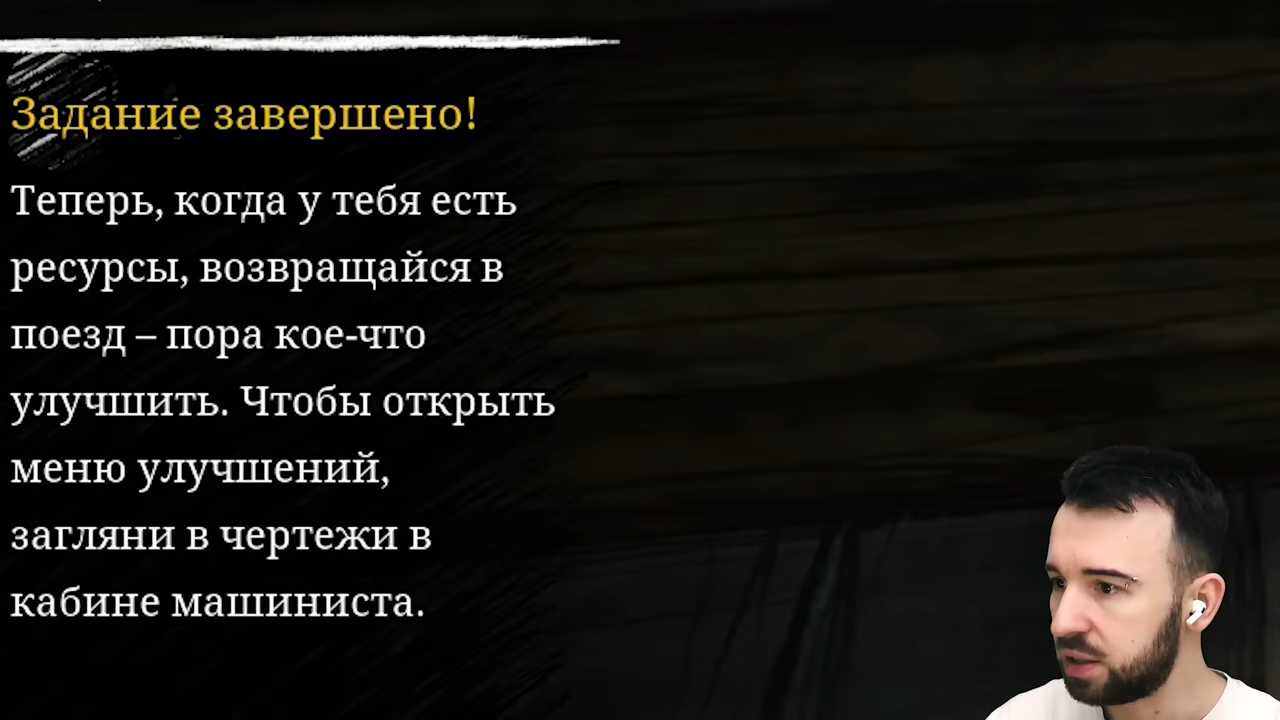 Задание завершено!
Теперь, когда у тебя есть
ресурсы, возвращайся в
поезд – пора кое-что
улучшить. Чтобы открыть
меню улучшений,
загляни в чертежи в
кабине машиниста.